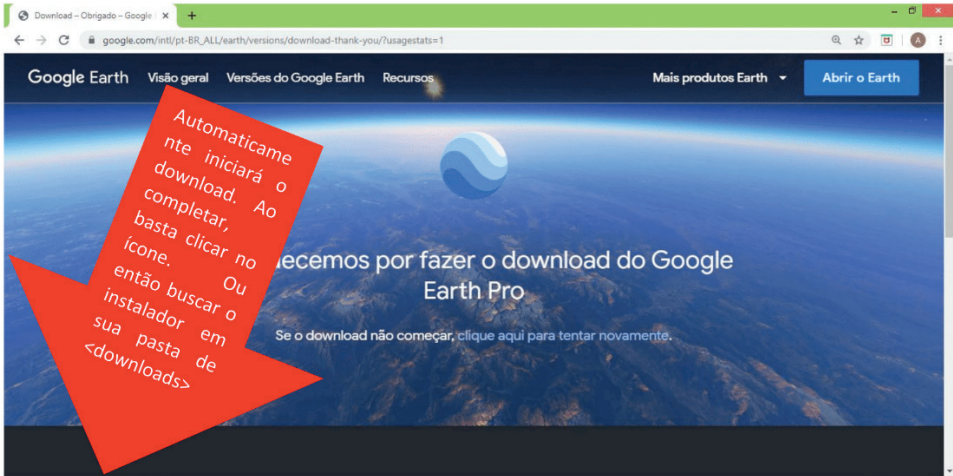 Download – Obrigado – Google
google.com/intl/pt-BR_ALL/earth/versions/download-thank-you/?usagestats=1
A
Google Earth Visão geral Versões do Google Earth Recursos Mais produtos Earth Abrir o Earth
Automaticame
nte iniciará o
download. Ao
completar,
basta clicar no
ícone. Ou
então buscar o
instalador em
sua pasta de
<downloads>
ecemos por fazer o download do Google
Earth Pro
Se o download não começar, clique aqui para tentar novamente.